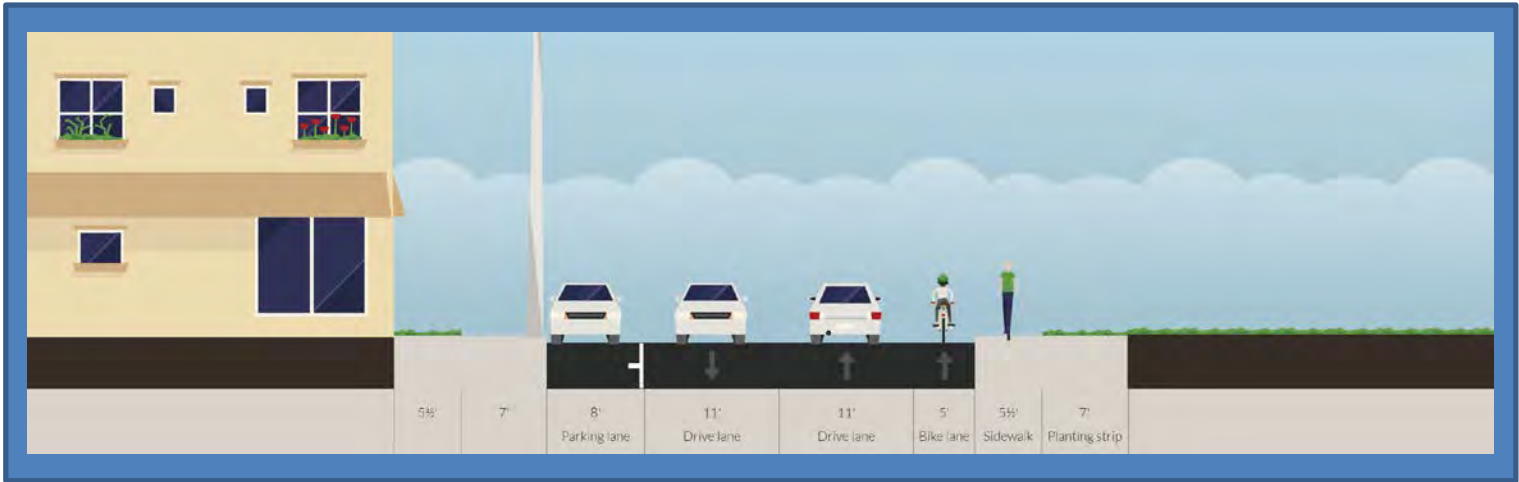 5½' 7' 8' 11' 11' 5' 5½' 7'
Parking lane Drive lane Drive lane Bike lane Sidewalk Planting strip